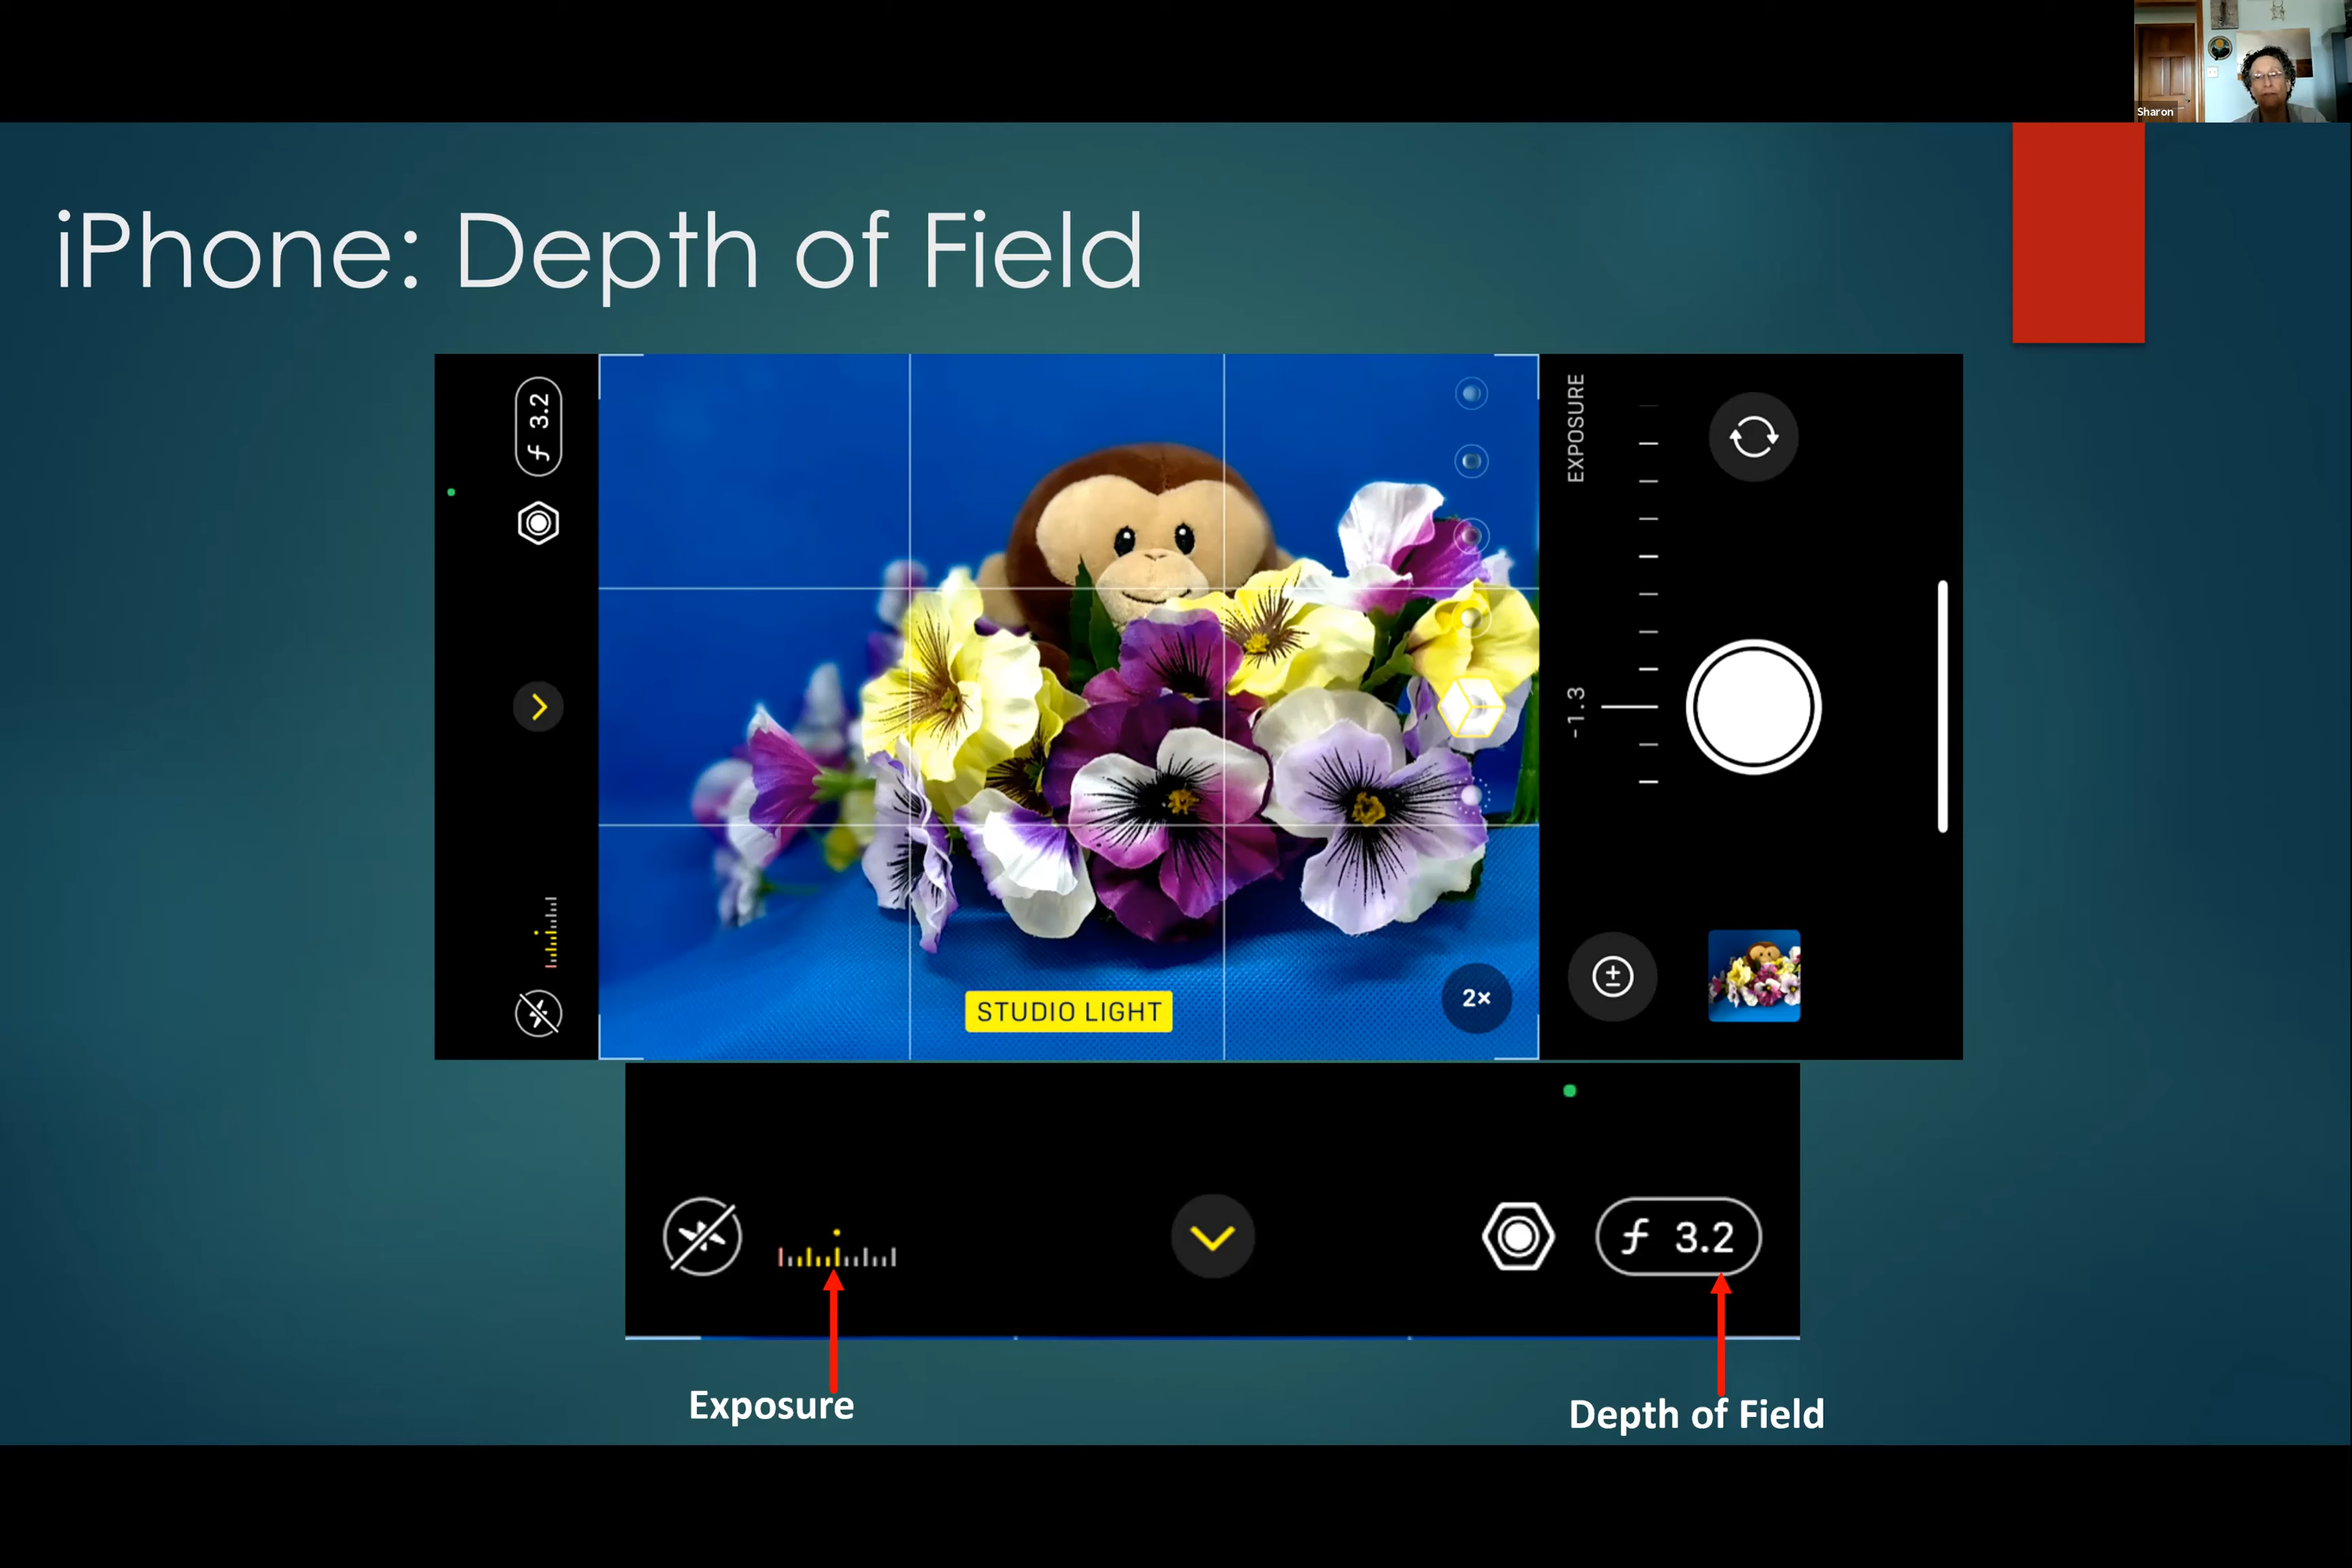 Sharon
iPhone: Depth of Field
f 3.2
EXPOSURE
-1.3
STUDIO LIGHT
2×
f 3.2
Exposure
Depth of Field